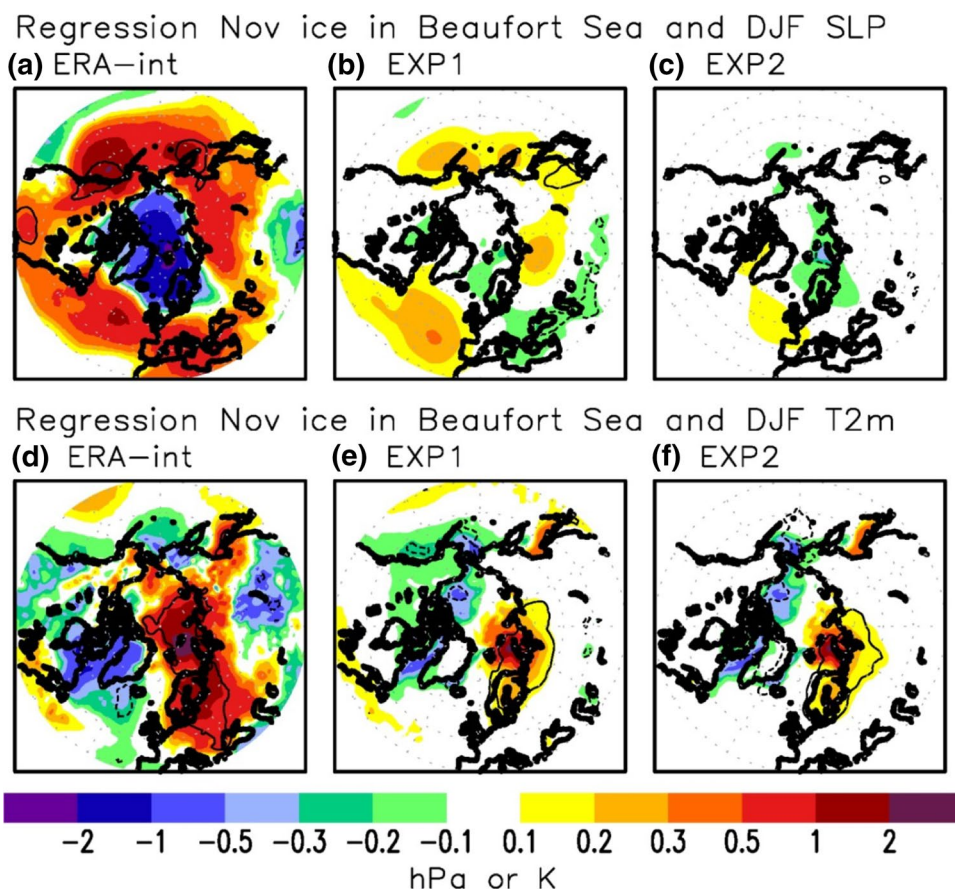 Regression Nov ice in Beaufort Sea and DJF SLP
(a) ERA-int (b) EXP1 (c) EXP2
Regression Nov ice in Beaufort Sea and DJF T2m
(d) ERA-int (e) EXP1 (f) EXP2
-2 -1 -0.5 -0.3 -0.2 -0.1 0.1 0.2 0.3 0.5 1 2
hPa or K